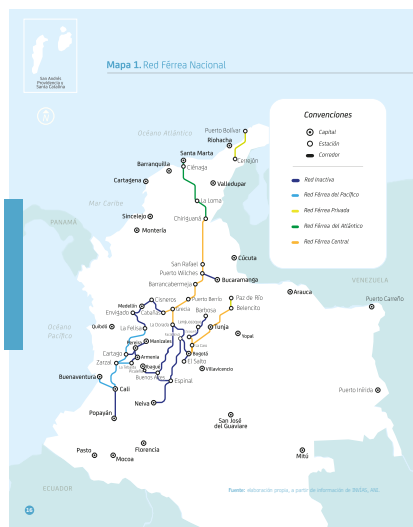 San Andrés
Providencia y
Santa Catalina
Mapa 1. Red Férrea Nacional
Convenciones
Capital
Estación
Corredor
Red Inactiva
Red Férrea del Pacífico
Red Férrea Privada
Red Férrea del Atlántico
Red Férrea Central
Océano Atlántico
Puerto Bolívar
Riohacha
Santa Marta
Cerrejón
Barranquilla
Ciénaga
Cartagena
Valledupar
Mar Caribe
La Loma
Sincelejo
Chiriguaná
Montería
PANAMÁ
Cúcuta
San Rafael
Puerto Wilches
Bucaramanga
VENEZUELA
Barrancabermeja
Arauca
Puerto Carreño
Cisneros
Puerto Berrío
Paz de Río
Medellín
Envigado
Caбañas
Grecia
Barbosa
Belencito
Océano
Pacífico
Quibdó
La Felisa
La Dorada
Tunja
Yopal
Manizales
Pereira
Cartago
Armenia
Bogotá
Zarzal
Ibagué
El Salto
Villavicencio
Buenaventura
Buenos Aires
Espinal
Cali
Puerto Inírida
Neiva
Popayán
San José
del Guaviare
Florencia
Pasto
Mocoa
Mitú
ECUADOR
Fuente: elaboración propia, a partir de información de INVÍAS, ANI.